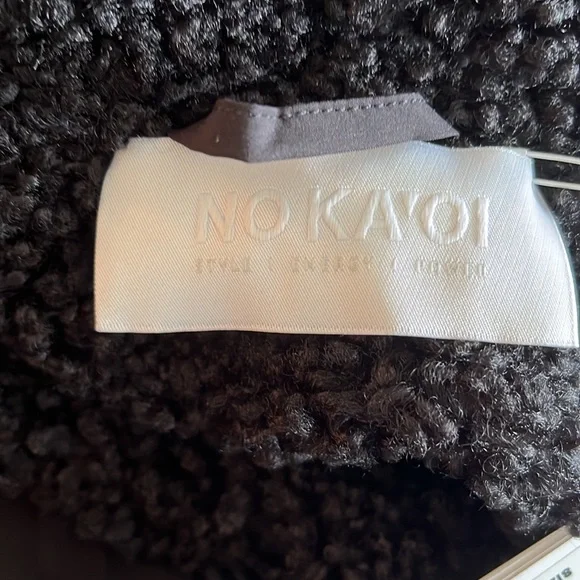 NO KA'OI
STYLE | ENERGY | POWER